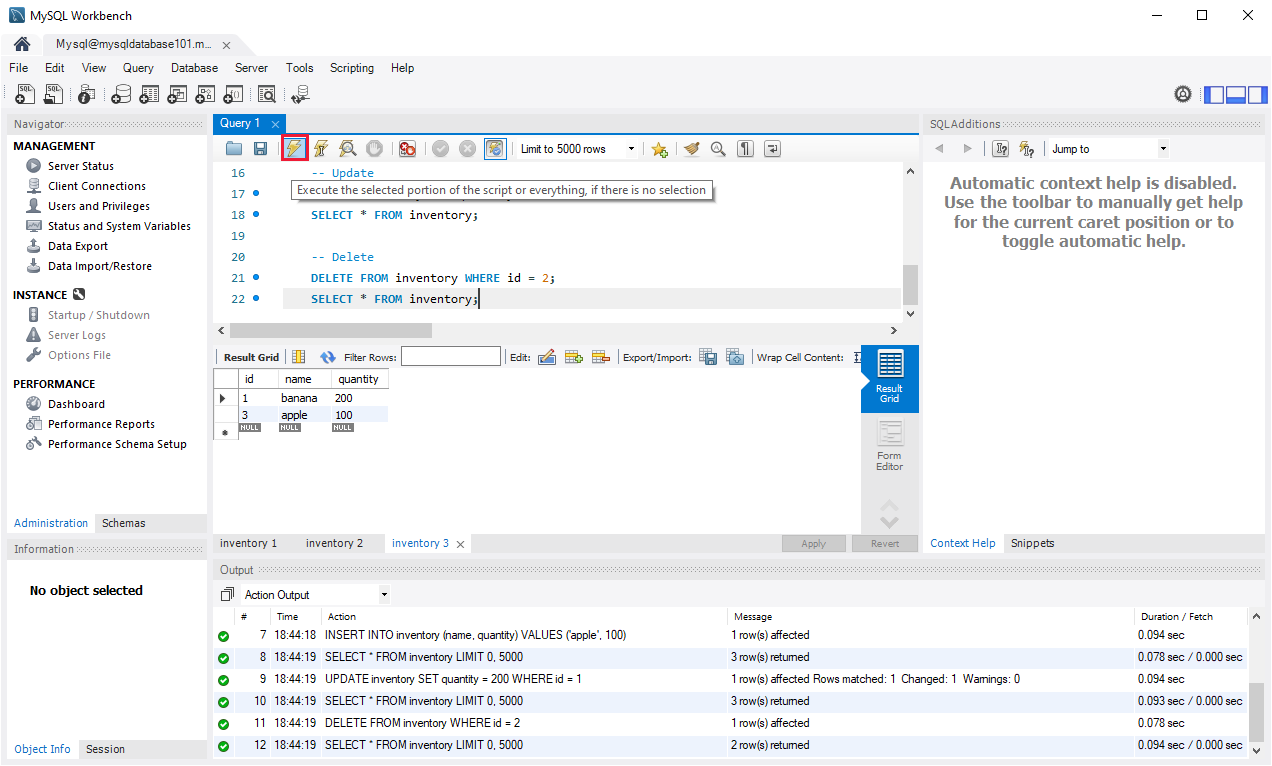 MySQL Workbench
Mysql@mysqldatabase101.m...
File Edit View Query Database Server Tools Scripting Help
Navigator
MANAGEMENT
Server Status
Client Connections
Users and Privileges
Status and System Variables
Data Export
Data Import/Restore
INSTANCE
Startup / Shutdown
Server Logs
Options File
PERFORMANCE
Dashboard
Performance Reports
Performance Schema Setup
Administration Schemas
Information
No object selected
Object Info Session
Query 1
Limit to 5000 rows
16 -- Update
17
Execute the selected portion of the script or everything, if there is no selection
18 SELECT * FROM inventory;
19
20 -- Delete
21 DELETE FROM inventory WHERE id = 2;
22 SELECT * FROM inventory;
Result Grid Filter Rows: Edit: Export/Import: Wrap Cell Content:
id name quantity
1 banana 200
3 apple 100
NULL NULL NULL
Result
Grid
Form
Editor
inventory 1 inventory 2 inventory 3 Apply Revert
SQLAdditions
Jump to
Automatic context help is disabled.
Use the toolbar to manually get help
for the current caret position or to
toggle automatic help.
Context Help Snippets
Output
Action Output
# Time Action Message Duration / Fetch
7 18:44:18 INSERT INTO inventory (name, quantity) VALUES ('apple', 100) 1 row(s) affected 0.094 sec
8 18:44:19 SELECT * FROM inventory LIMIT 0, 5000 3 row(s) returned 0.078 sec / 0.000 sec
9 18:44:19 UPDATE inventory SET quantity = 200 WHERE id = 1 1 row(s) affected Rows matched: 1 Changed: 1 Warnings: 0 0.094 sec
10 18:44:19 SELECT * FROM inventory LIMIT 0, 5000 3 row(s) returned 0.093 sec / 0.000 sec
11 18:44:19 DELETE FROM inventory WHERE id = 2 1 row(s) affected 0.078 sec
12 18:44:19 SELECT * FROM inventory LIMIT 0, 5000 2 row(s) returned 0.094 sec / 0.000 sec